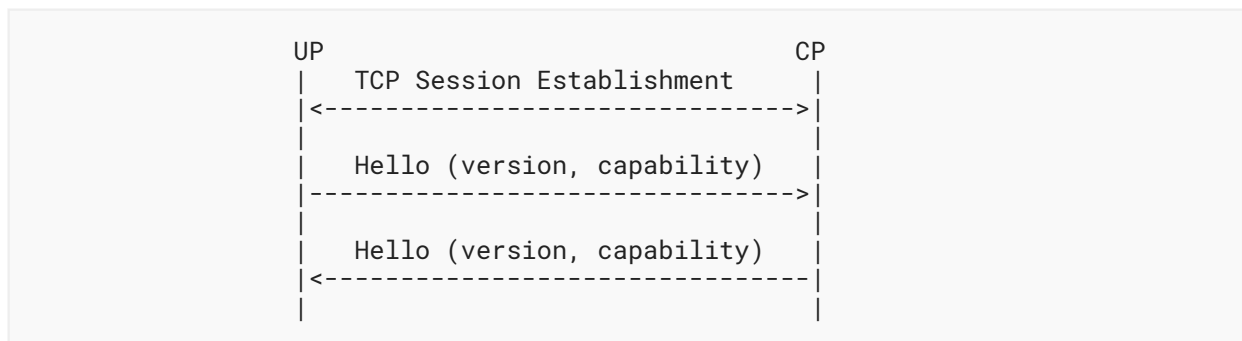 UP CP
| TCP Session Establishment |
|<------------------------------->|
| |
| Hello (version, capability) |
|-------------------------------->|
| |
| Hello (version, capability) |
|<--------------------------------|
| |